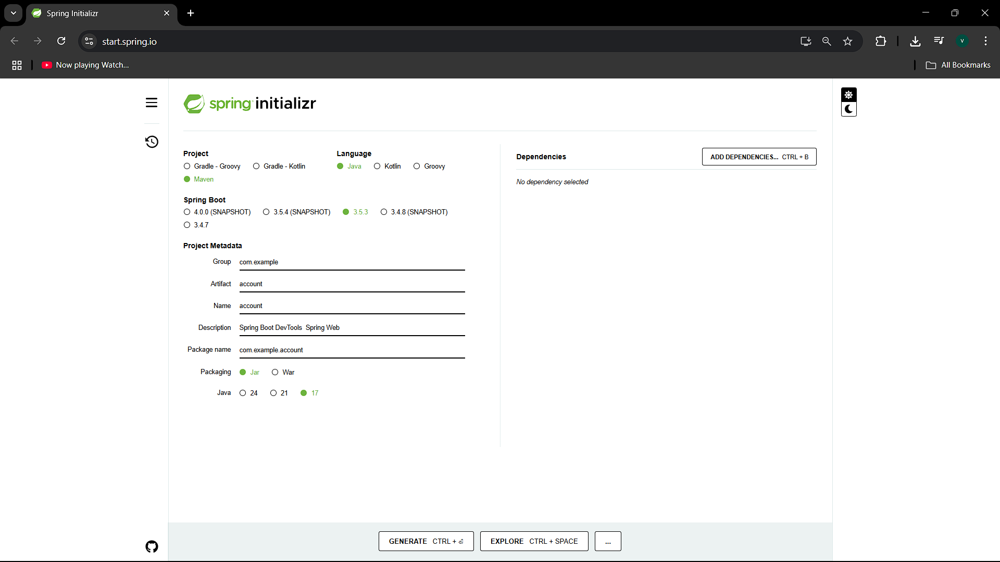 Spring Initializr
start.spring.io
V
Now playing Watch...
All Bookmarks
spring initializr
Project
Gradle - Groovy
Gradle - Kotlin
Maven
Language
Java
Kotlin
Groovy
Spring Boot
4.0.0 (SNAPSHOT)
3.5.4 (SNAPSHOT)
3.5.3
3.4.8 (SNAPSHOT)
3.4.7
Project Metadata
Group com.example
Artifact account
Name account
Description Spring Boot DevTools  Spring Web
Package name com.example.account
Packaging Jar War
Java 24 21 17
Dependencies
ADD DEPENDENCIES... CTRL + B
No dependency selected
GENERATE CTRL + ⏎
EXPLORE CTRL + SPACE
...